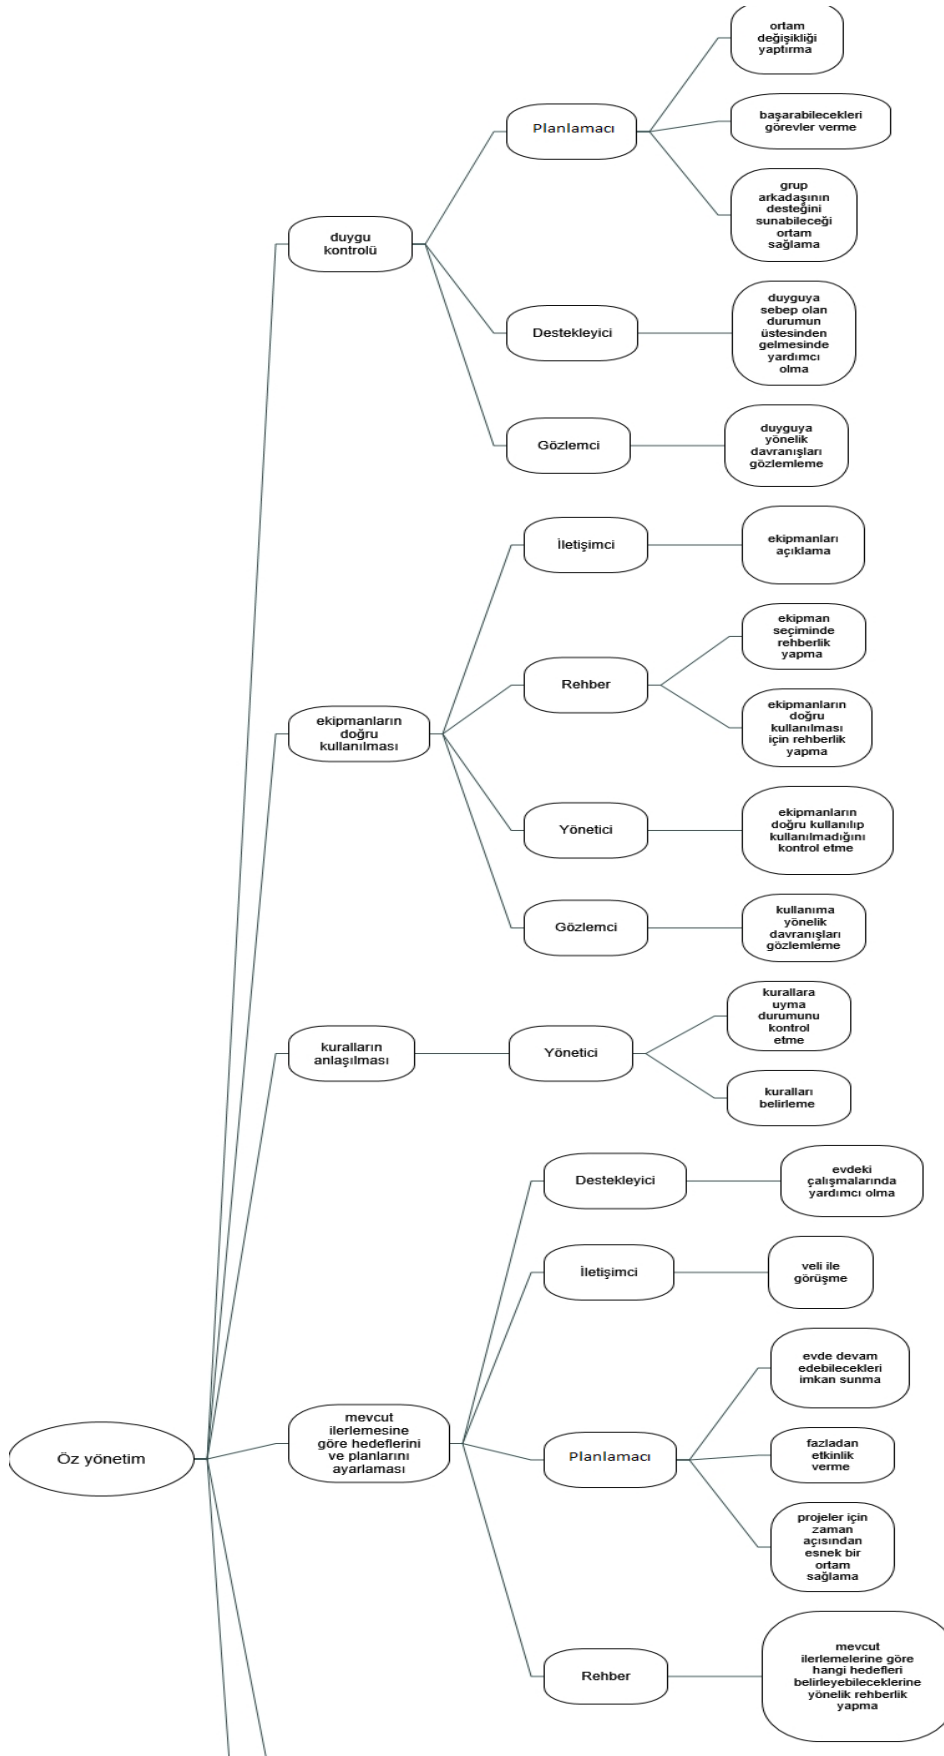 Öz yönetim
duygu
kontrolü
Planlamacı
ortam
değişikliği
yaptırma
başarabilecekleri
görevler verme
grup
arkadaşının
desteğini
sunabileceği
ortam
sağlama
Destekleyici
duyguya
sebep olan
durumun
üstesinden
gelmesinde
yardımcı
olma
Gözlemci
duyguya
yönelik
davranışları
gözlemleme
ekipmanların
doğru
kullanılması
İletişimci
ekipmanları
açıklama
Rehber
ekipman
seçiminde
rehberlik
yapma
ekipmanların
doğru
kullanılması
için rehberlik
yapma
Yönetici
ekipmanların
doğru kullanılıp
kullanılmadığını
kontrol etme
Gözlemci
kullanıma
yönelik
davranışları
gözlemleme
kuralların
anlaşılması
Yönetici
kurallara
uyma
durumunu
kontrol
etme
kuralları
belirleme
mevcut
ilerlemesine
göre hedeflerini
ve planlarını
ayarlaması
Destekleyici
evdeki
çalışmalarında
yardımcı olma
İletişimci
veli ile
görüşme
Planlamacı
evde devam
edebilecekleri
imkan sunma
fazladan
etkinlik
verme
projeler için
zaman
açısından
esnek bir
ortam
sağlama
Rehber
mevcut
ilerlemelerine göre
hangi hedefleri
belirleyebileceklerine
yönelik rehberlik
yapma